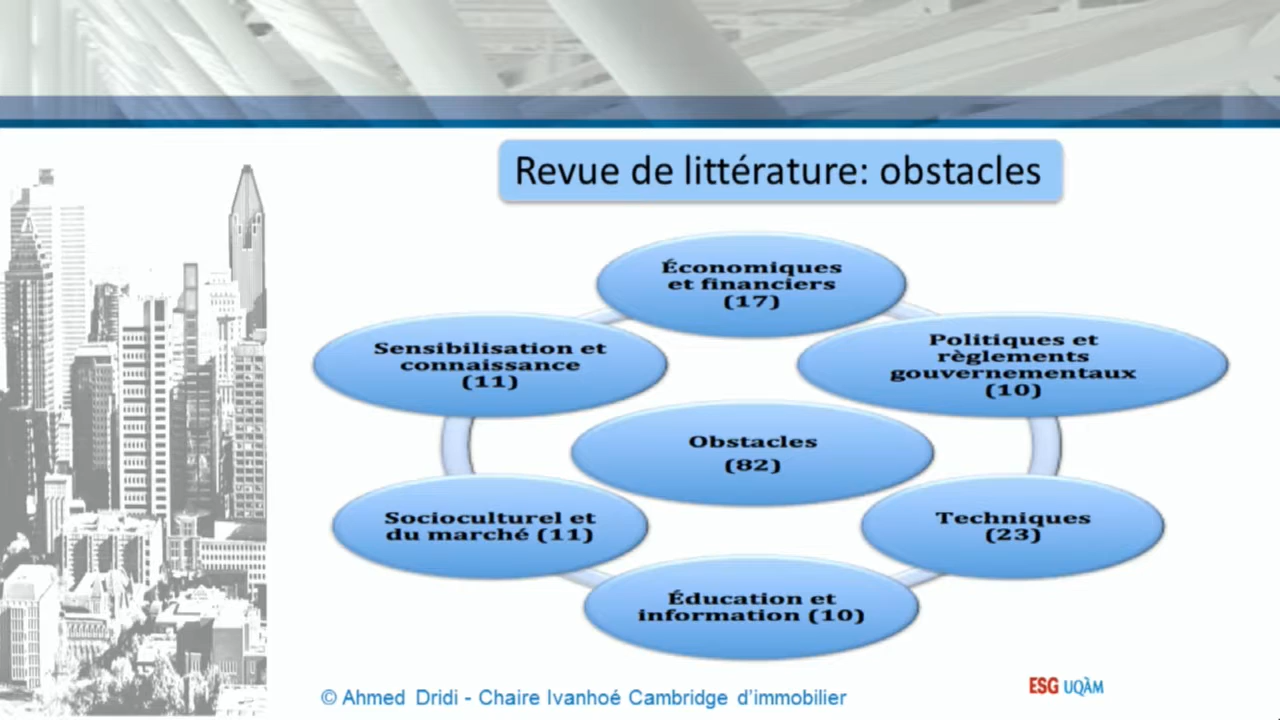 Revue de littérature: obstacles
Économiques
et financiers
(17)
Sensibilisation et
connaissance
(11)
Politiques et
règlements
gouvernementaux
(10)
Obstacles
(82)
Socioculturel et
du marché (11)
Techniques
(23)
Éducation et
information (10)
© Ahmed Dridi - Chaire Ivanhoé Cambridge d'immobilier
ESG UQÀM